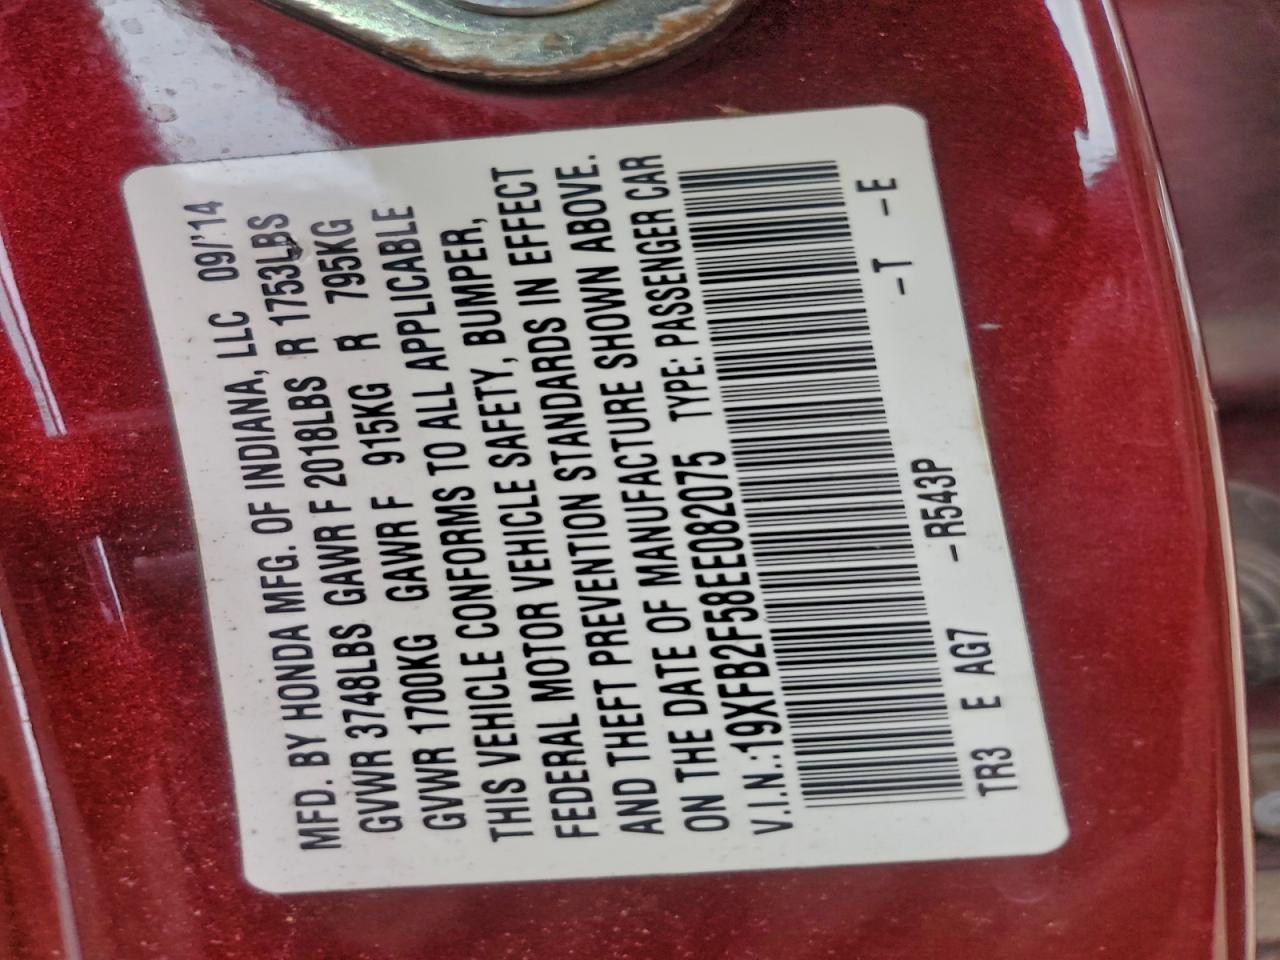 MFD. BY HONDA MFG. OF INDIANA, LLC 09/'14
GVWR 3748LBS GAWR F 2018LBS R 1753LBS
GVWR 1700KG GAWR F 915KG R 795KG
THIS VEHICLE CONFORMS TO ALL APPLICABLE
FEDERAL MOTOR VEHICLE SAFETY, BUMPER,
AND THEFT PREVENTION STANDARDS IN EFFECT
ON THE DATE OF MANUFACTURE SHOWN ABOVE.
V.I.N.:19XFB2F58EE082075 TYPE: PASSENGER CAR
TR3 E AG7 -R543P -T -E